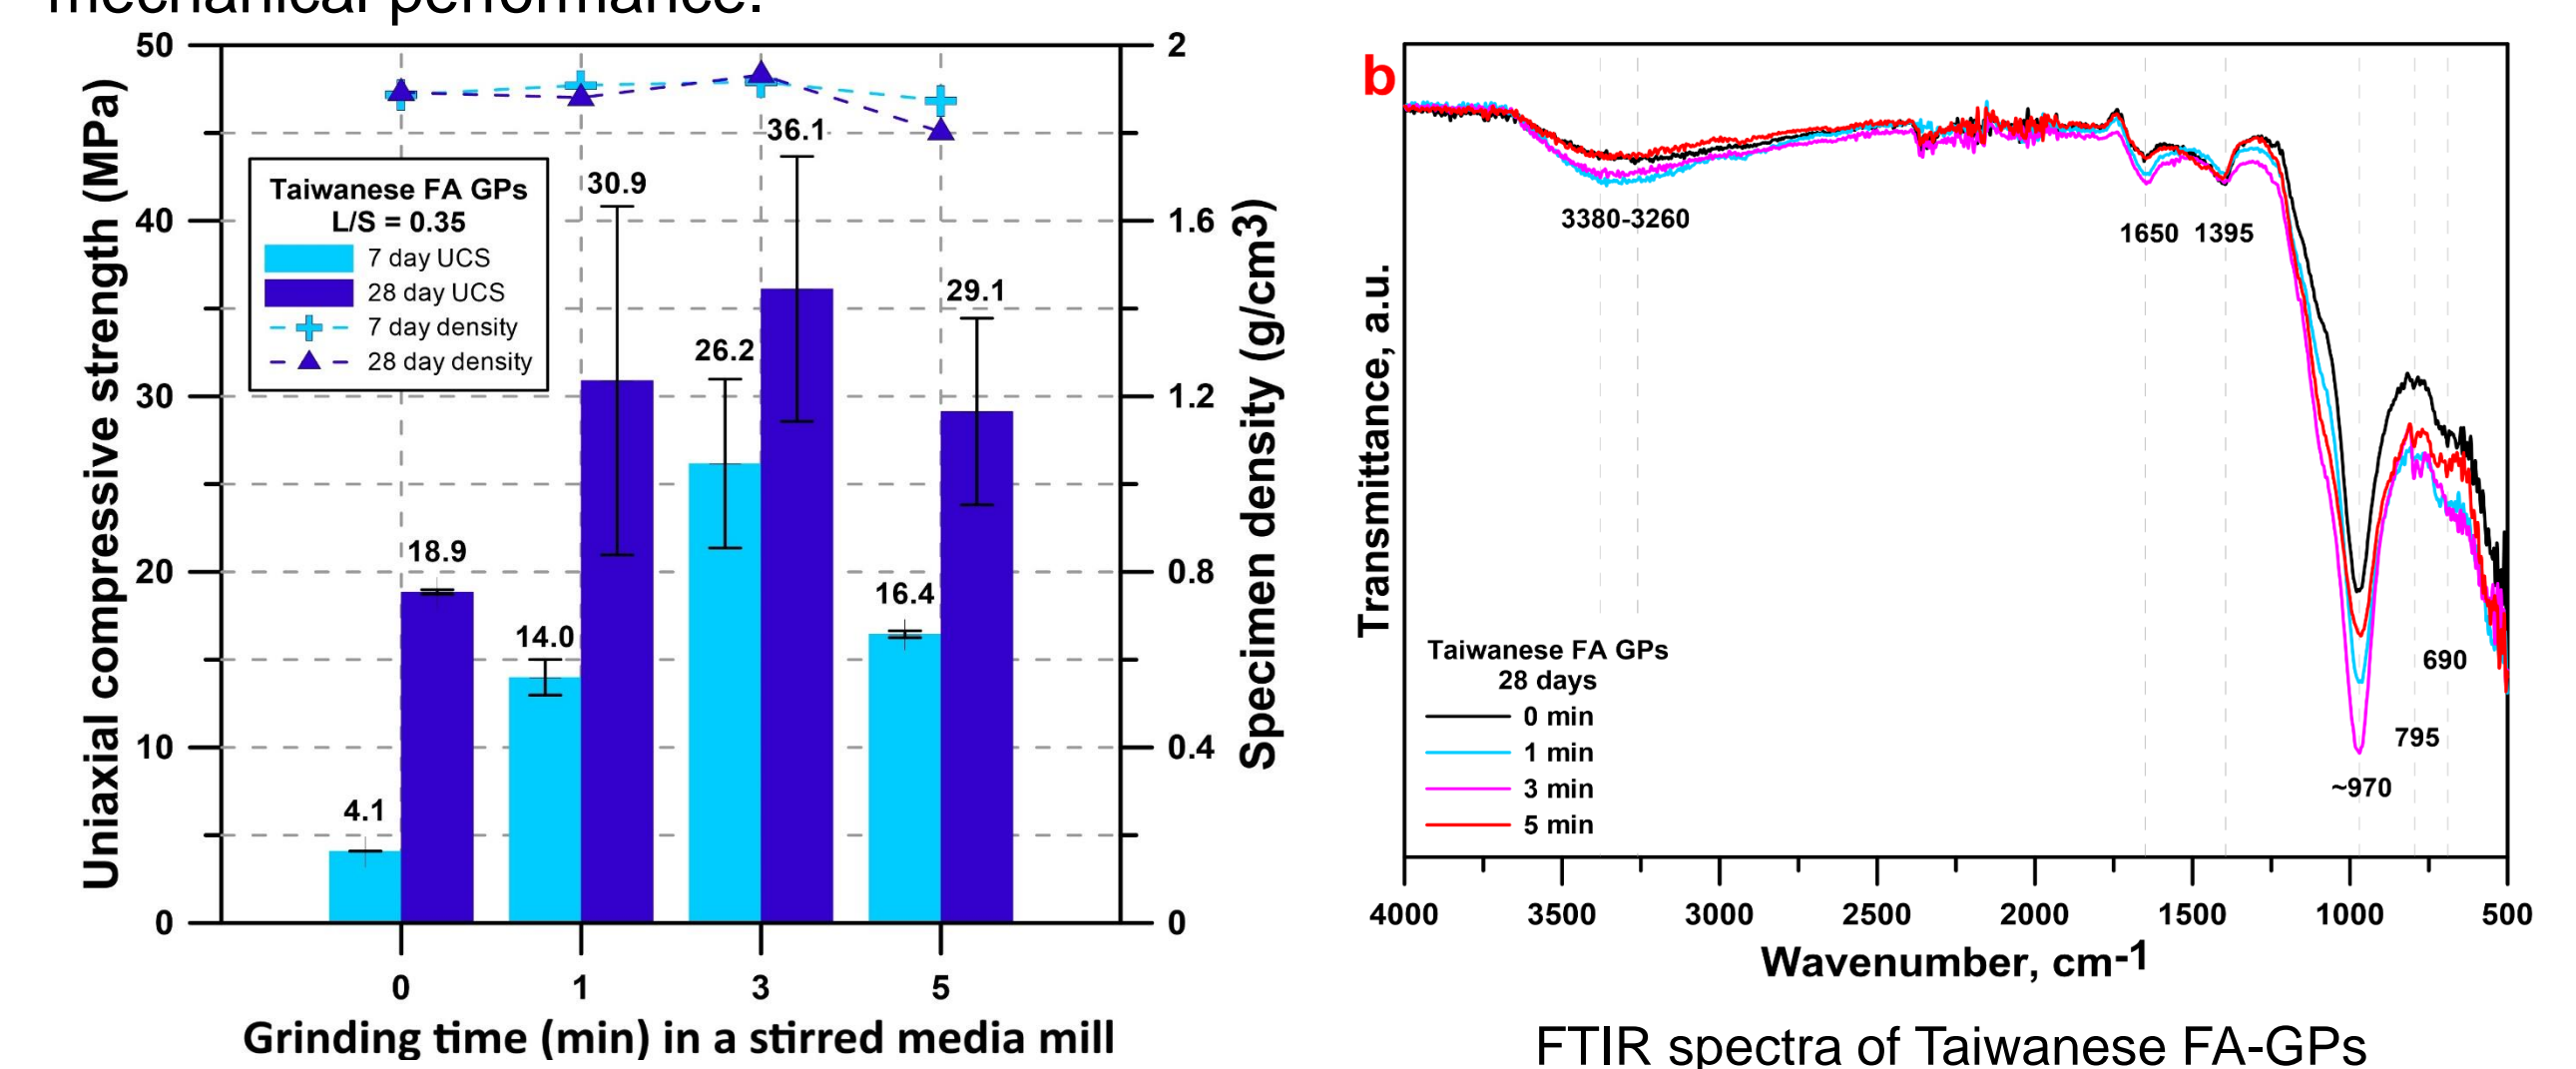 mechanical performance.
50
40
30
20
10
0
Uniaxial compressive strength (MPa)
2
1.6
1.2
0.8
0.4
0
Specimen density (g/cm3)
Taiwanese FA GPs
L/S = 0.35
7 day UCS
28 day UCS
7 day density
28 day density
4.1
18.9
14.0
30.9
26.2
36.1
16.4
29.1
0 1 3 5
Grinding time (min) in a stirred media mill
b
Transmittance, a.u.
3380-3260
1650 1395
690
795
~970
Taiwanese FA GPs
28 days
0 min
1 min
3 min
5 min
4000 3500 3000 2500 2000 1500 1000 500
Wavenumber, cm-1
FTIR spectra of Taiwanese FA-GPs